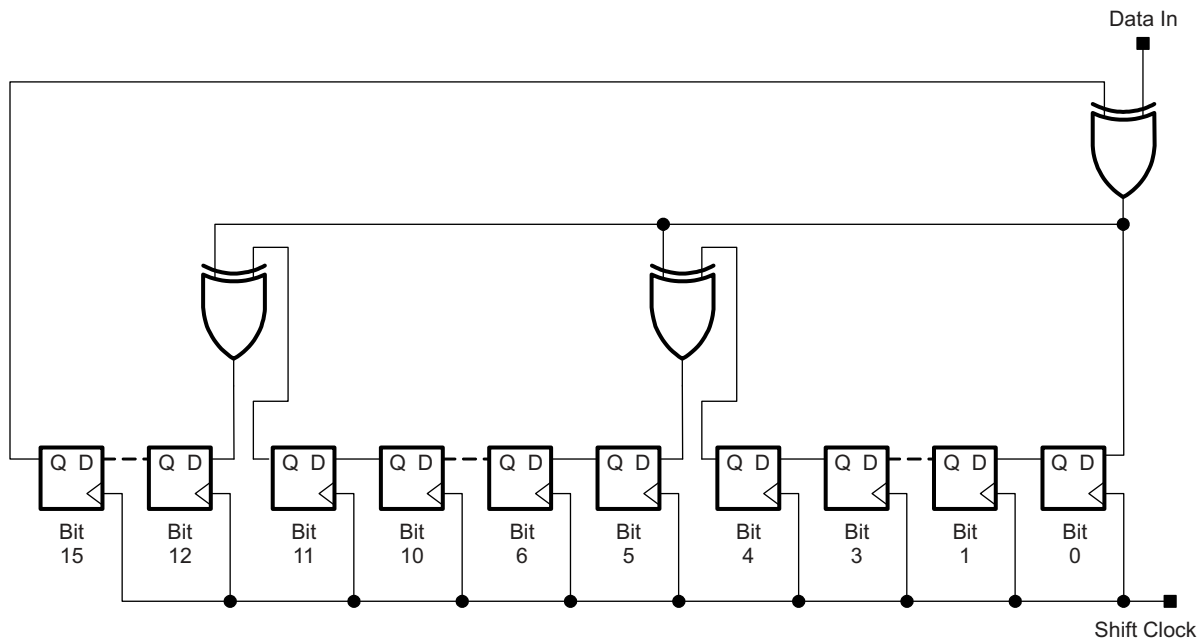 Data In
Q D
Q D
Q D
Q D
Q D
Q D
Q D
Q D
Q D
Q D
Bit
15
Bit
12
Bit
11
Bit
10
Bit
6
Bit
5
Bit
4
Bit
3
Bit
1
Bit
0
Shift Clock